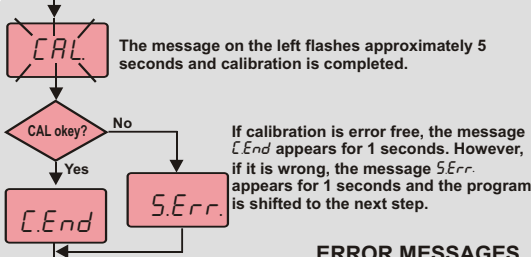 CAL.
The message on the left flashes approximately 5
seconds and calibration is completed.
CAL okey?
No
Yes
If calibration is error free, the message
C.End appears for 1 seconds. However,
if it is wrong, the message S.Err.
appears for 1 seconds and the program
is shifted to the next step.
C.End
S.Err.
ERROR MESSAGES